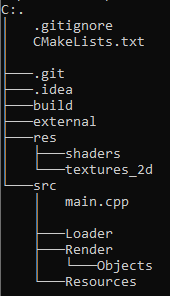 C:.
│   .gitignore
│   CMakeLists.txt
│
├───.git
├───.idea
├───build
├───external
├───res
│   ├───shaders
│   └───textures_2d
└───src
    │   main.cpp
    │
    ├───Loader
    ├───Render
    │   └───Objects
    └───Resources